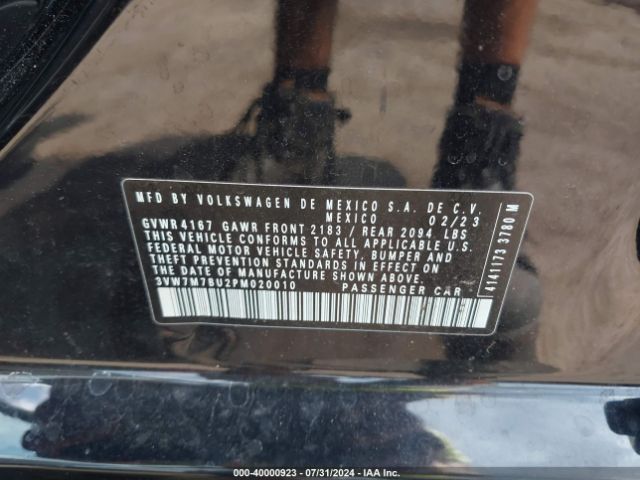 MFD BY VOLKSWAGEN DE MEXICO S.A. DE C.V.
MEXICO 02/23
GVWR 4167 GAWR FRONT 2183 / REAR 2094 LBS
THIS VEHICLE CONFORMS TO ALL APPLICABLE U.S.
FEDERAL MOTOR VEHICLE SAFETY, BUMPER AND
THEFT PREVENTION STANDARDS IN EFFECT ON
THE DATE OF MANUFACTURE SHOWN ABOVE.
3VW7M7BU2PM020010 PASSENGER CAR
4141173 3780 M
000-40000923 - 07/31/2024 - IAA Inc.